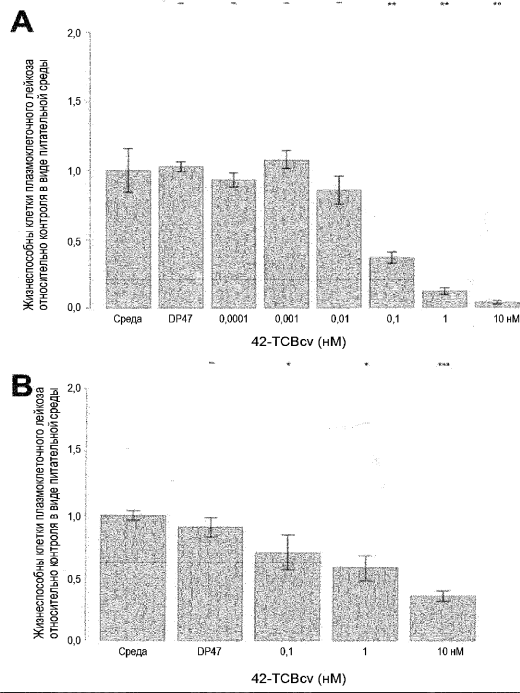 A
** ** **
2,0
1,5
1,0
0,5
0,0
Жизнеспособны клетки плазмоклеточного лейкоза
относительно контроля в виде питательной среды
Среда DP47 0,0001 0,001 0,01 0,1 1 10 нМ
42-TCBcv (нМ)
B
* * ***
2,0
1,5
1,0
0,5
0,0
Жизнеспособны клетки плазмоклеточного лейкоза
относительно контроля в виде питательной среды
Среда DP47 0,1 1 10 нМ
42-TCBcv (нМ)